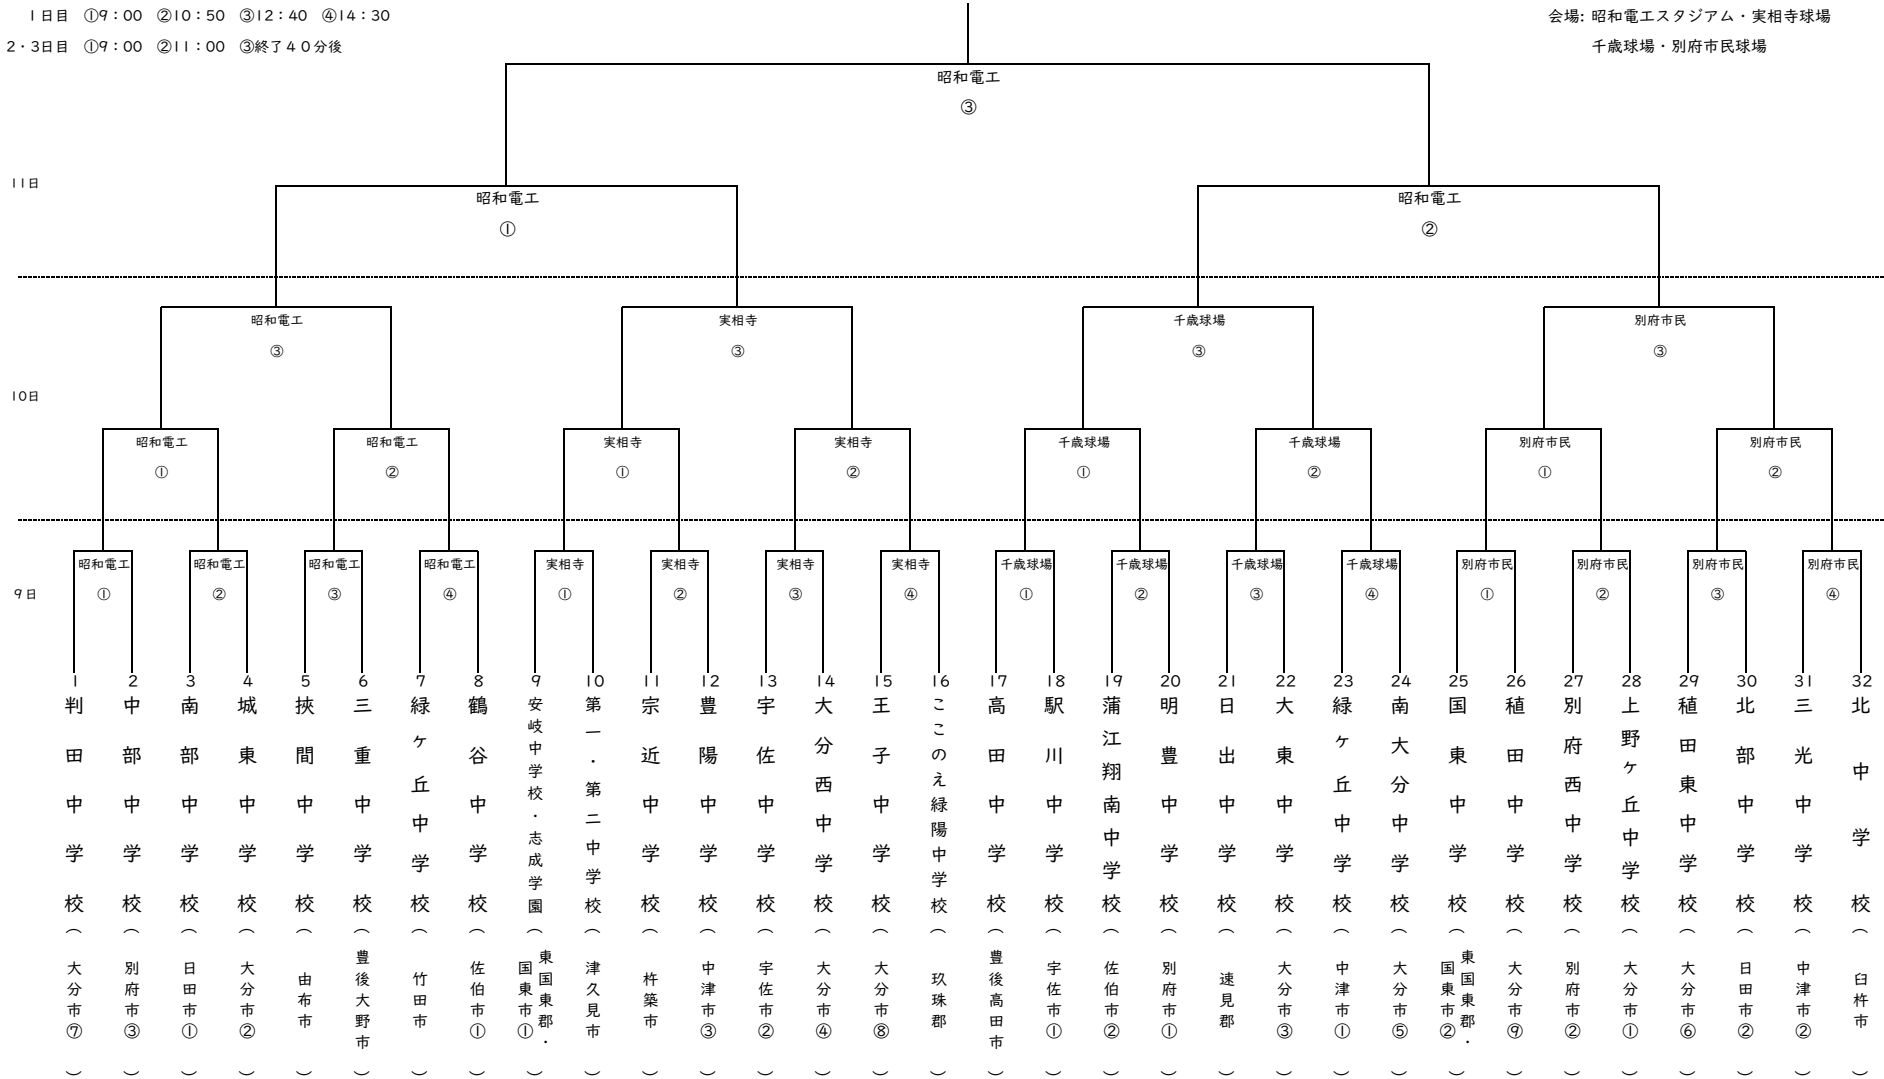 1日目 ①9：00 ②10：50 ③12：40 ④14：30
2・3日目 ①9：00 ②11：00 ③終了４０分後
会場: 昭和電工スタジアム・実相寺球場
千歳球場・別府市民球場
昭和電工
③
11日
昭和電工
①
昭和電工
②
昭和電工
③
実相寺
③
千歳球場
③
別府市民
③
10日
昭和電工
①
昭和電工
②
実相寺
①
実相寺
②
千歳球場
①
千歳球場
②
別府市民
①
別府市民
②
9日
昭和電工
①
昭和電工
②
昭和電工
③
昭和電工
④
実相寺
①
実相寺
②
実相寺
③
実相寺
④
千歳球場
①
千歳球場
②
千歳球場
③
千歳球場
④
別府市民
①
別府市民
②
別府市民
③
別府市民
④
1
判田中学校（大分市⑦）
2
中部中学校（別府市③）
3
南部中学校（日田市①）
4
城東中学校（大分市②）
5
挾間中学校（由布市）
6
三重中学校（豊後大野市）
7
緑ケ丘中学校（竹田市）
8
鶴谷中学校（佐伯市①）
9
安岐中学校・志成学園（東国東郡・国東市①）
10
第一・第二中学校（津久見市）
11
宗近中学校（杵築市）
12
豊陽中学校（中津市③）
13
宇佐中学校（宇佐市②）
14
大分西中学校（大分市④）
15
王子中学校（大分市⑧）
16
ここのえ緑陽中学校（玖珠郡）
17
高田中学校（豊後高田市）
18
駅川中学校（宇佐市①）
19
蒲江翔南中学校（佐伯市②）
20
明豊中学校（別府市①）
21
日出中学校（速見郡）
22
大東中学校（大分市③）
23
緑ヶ丘中学校（中津市①）
24
南大分中学校（大分市⑤）
25
国東中学校（東国東郡・国東市②）
26
稙田中学校（大分市⑨）
27
別府西中学校（別府市②）
28
上野ケ丘中学校（大分市①）
29
稙田東中学校（大分市⑥）
30
北部中学校（日田市②）
31
三光中学校（中津市②）
32
北中学校（臼杵市）